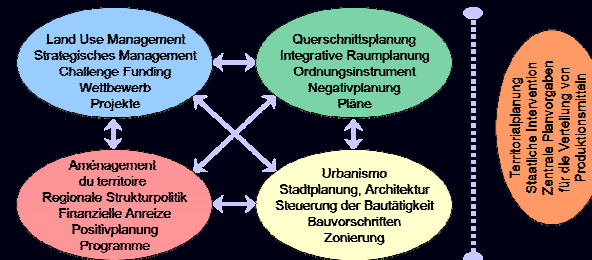 Land Use Management
Strategisches Management
Challenge Funding
Wettbewerb
Projekte
Querschnittsplanung
Integrative Raumplanung
Ordnungsinstrument
Negativplanung
Pläne
Aménagement
du territoire
Regionale Strukturpolitik
Finanzielle Anreize
Positivplanung
Programme
Urbanismo
Stadtplanung, Architektur
Steuerung der Bautätigkeit
Bauvorschriften
Zonierung
Territorialplanung
Staatliche Intervention
Zentrale Planvorgaben
für die Verteilung von
Produktionsmitteln